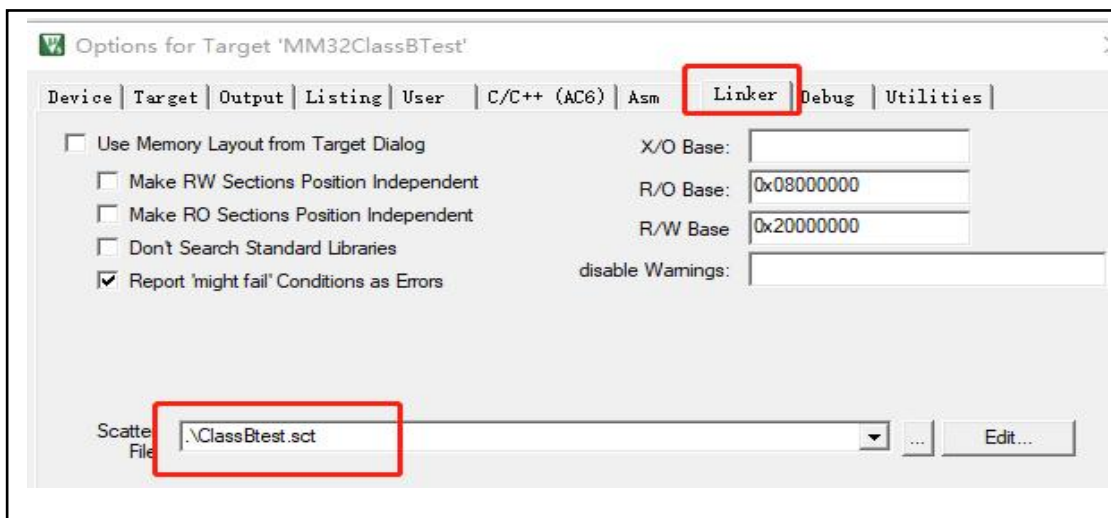 Options for Target 'MM32ClassBTest'
Device | Target | Output | Listing | User | C/C++ (AC6) | Asm Linker Debug | Utilities |
Use Memory Layout from Target Dialog
Make RW Sections Position Independent
Make RO Sections Position Independent
Don't Search Standard Libraries
Report 'might fail' Conditions as Errors
X/O Base:
R/O Base: 0x08000000
R/W Base 0x20000000
disable Warnings:
Scatte
File
.\ClassBtest.sct
...
Edit...